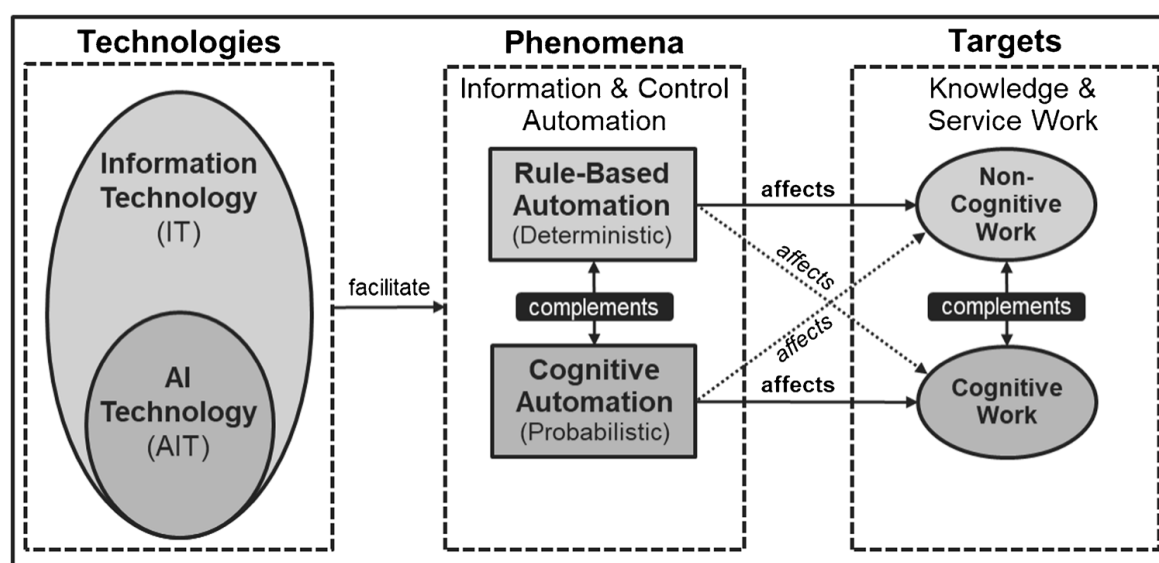 Technologies
Information
Technology
(IT)
AI
Technology
(AIT)
facilitate
Phenomena
Information & Control
Automation
Rule-Based
Automation
(Deterministic)
complements
Cognitive
Automation
(Probabilistic)
affects
affects
affects
affects
Targets
Knowledge &
Service Work
Non-
Cognitive
Work
complements
Cognitive
Work